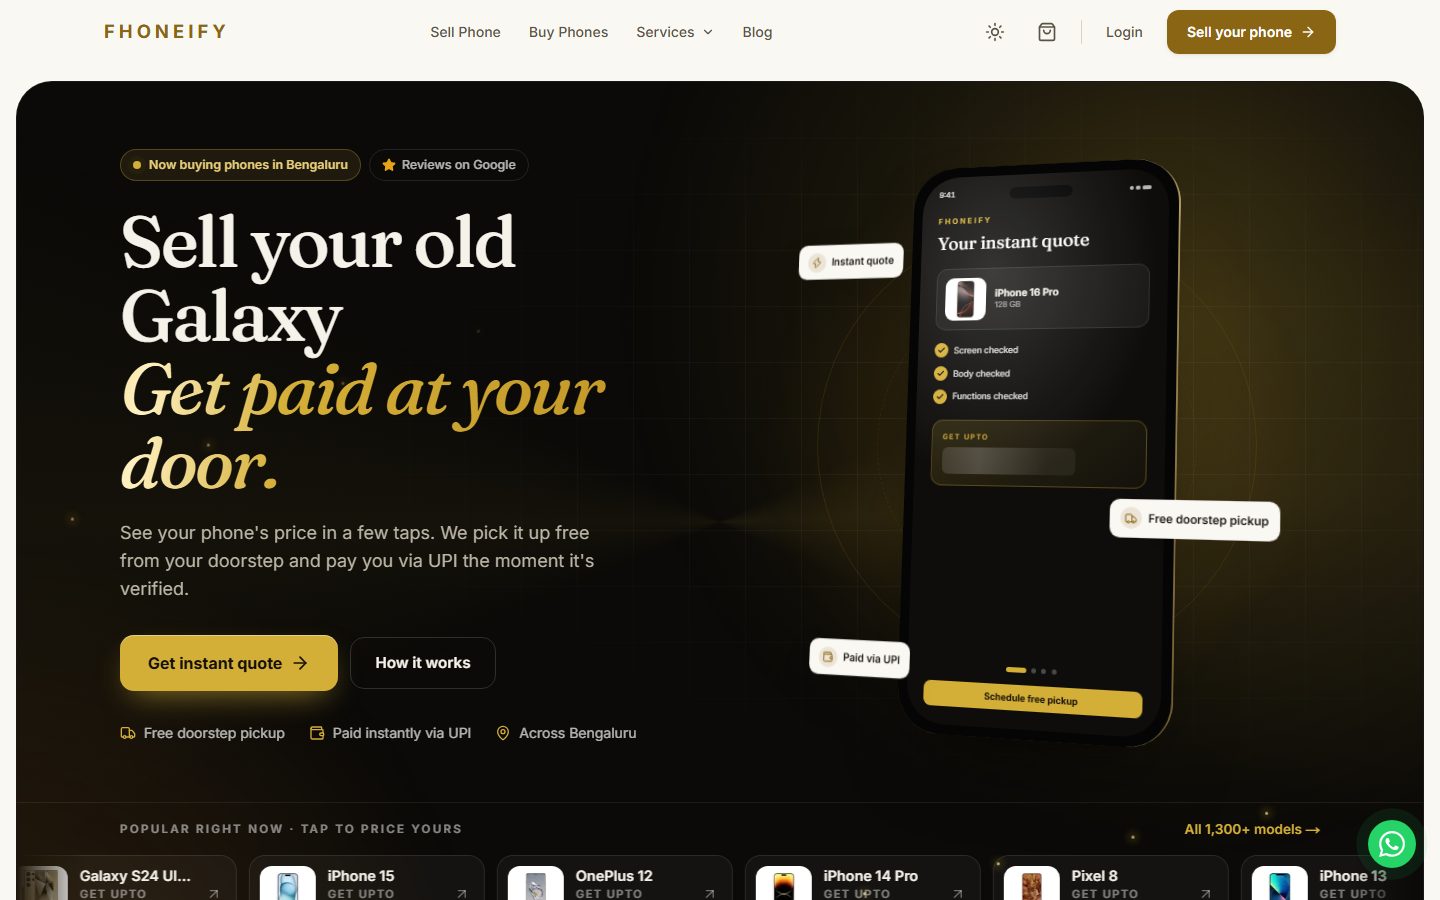 FHONEIFY
Sell Phone
Buy Phones
Services
Blog
Login
Sell your phone →
Now buying phones in Bengaluru
Reviews on Google
Sell your old
Galaxy
Get paid at your
door.
See your phone's price in a few taps. We pick it up free
from your doorstep and pay you via UPI the moment it's
verified.
Get instant quote →
How it works
Free doorstep pickup
Paid instantly via UPI
Across Bengaluru
9:41
FHONEIFY
Your instant quote
iPhone 16 Pro
128 GB
Screen checked
Body checked
Functions checked
GET UPTO
Schedule free pickup
Instant quote
Free doorstep pickup
Paid via UPI
POPULAR RIGHT NOW · TAP TO PRICE YOURS
All 1,300+ models →
Galaxy S24 Ul...
GET UPTO
iPhone 15
GET UPTO
OnePlus 12
GET UPTO
iPhone 14 Pro
GET UPTO
Pixel 8
GET UPTO
iPhone 13
GET UPTO